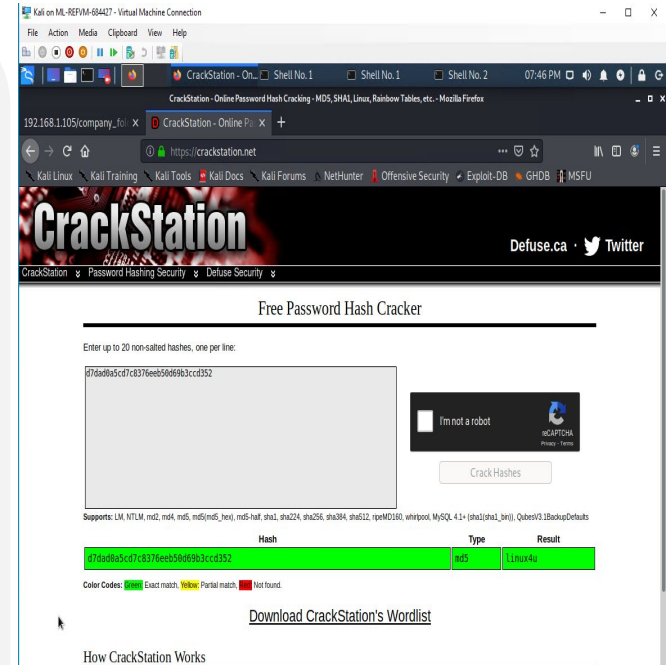 Kali on ML-REFVM-684427 - Virtual Machine Connection
File Action Media Clipboard View Help
CrackStation - On... Shell No. 1 Shell No. 1 Shell No. 2 07:46 PM
CrackStation - Online Password Hash Cracking - MD5, SHA1, Linux, Rainbow Tables, etc. - Mozilla Firefox
192.168.1.105/company_fol CrackStation - Online Pa
https://crackstation.net
Kali Linux Kali Training Kali Tools Kali Docs Kali Forums NetHunter Offensive Security Exploit-DB GHDB MSFU
CrackStation
Defuse.ca · Twitter
CrackStation Password Hashing Security Defuse Security
Free Password Hash Cracker
Enter up to 20 non-salted hashes, one per line:
d7dad0a5cd7c8376eeb50d69b3ccd352
I'm not a robot
reCAPTCHA
Privacy - Terms
Crack Hashes
Supports: LM, NTLM, md2, md4, md5, md5(md5_hex), md5-half, sha1, sha224, sha256, sha384, sha512, ripeMD160, whirlpool, MySQL 4.1+ (sha1(sha1_bin)), QubesV3.1BackupDefaults
Hash Type Result
d7dad0a5cd7c8376eeb50d69b3ccd352 md5 linux4u
Color Codes: Green: Exact match, Yellow: Partial match, Red: Not found.
Download CrackStation's Wordlist
How CrackStation Works